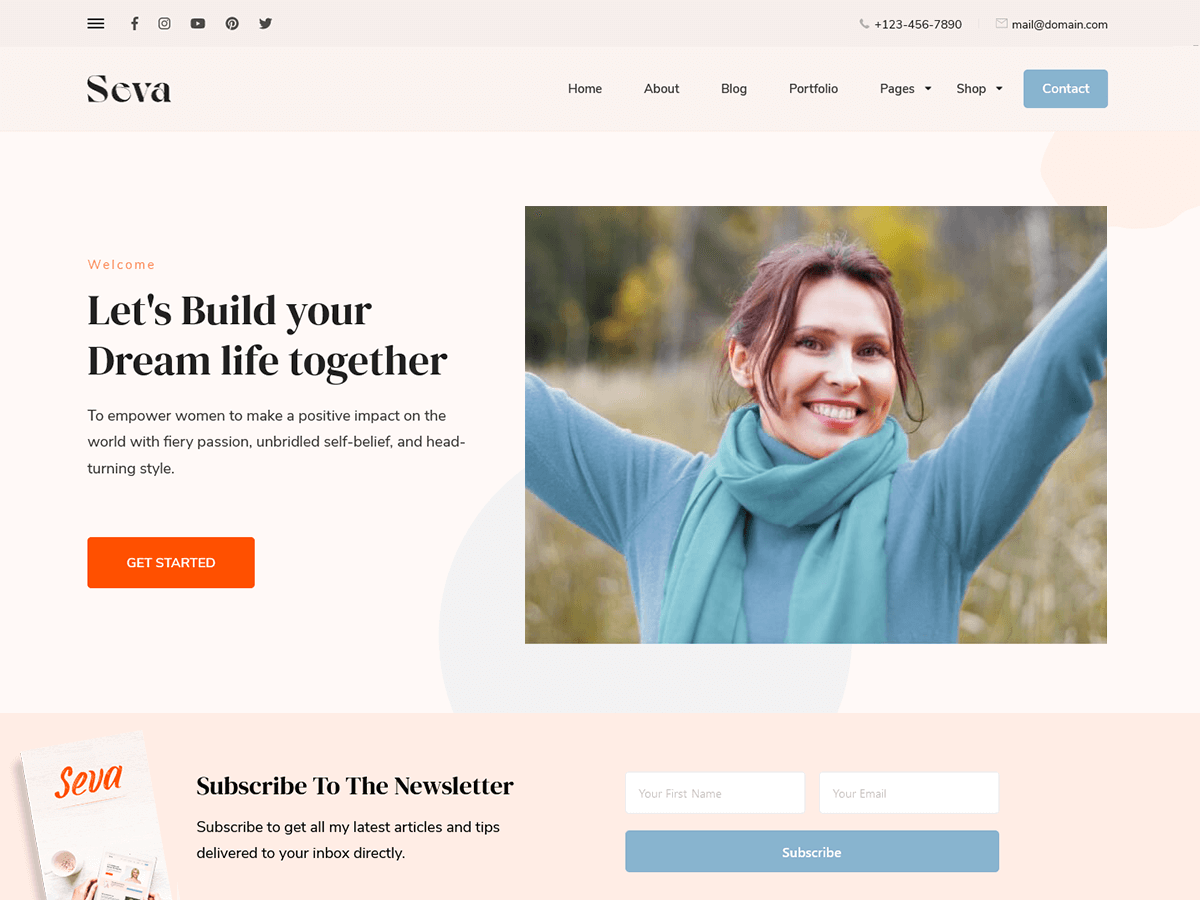 +123-456-7890
mail@domain.com
Seva
Home About Blog Portfolio Pages Shop Contact
Welcome
Let's Build your
Dream life together
To empower women to make a positive impact on the
world with fiery passion, unbridled self-belief, and head-
turning style.
GET STARTED
Seva
Subscribe To The Newsletter
Subscribe to get all my latest articles and tips
delivered to your inbox directly.
Your First Name
Your Email
Subscribe